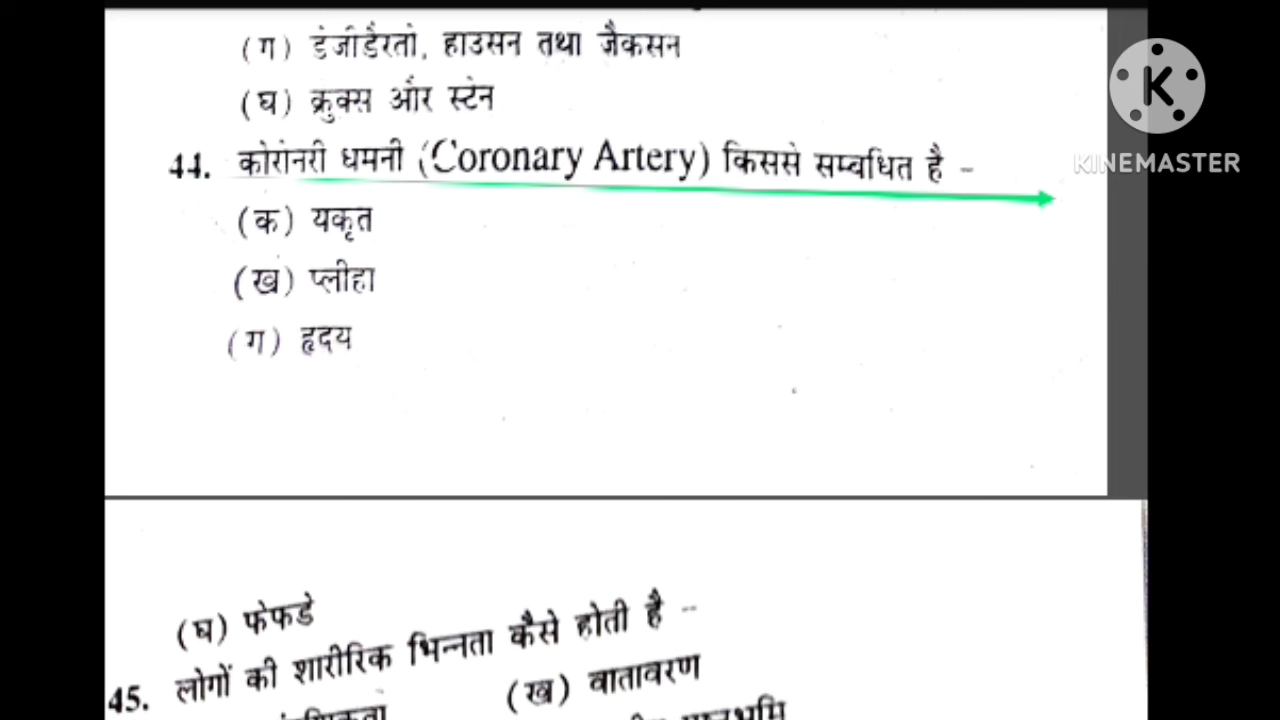 (ग) डंजीडैरतो, हाउसन तथा जैकसन
(घ) क्रुक्स और स्टेन
44. कोरोनरी धमनी (Coronary Artery) किससे सम्वधित है -
(क) यकृत
(ख) प्लीहा
(ग) हृदय
K
KINEMASTER
(घ) फेफडे
45. लोगों की शारीरिक भिन्नता कैसे होती है -
(ख) वातावरण